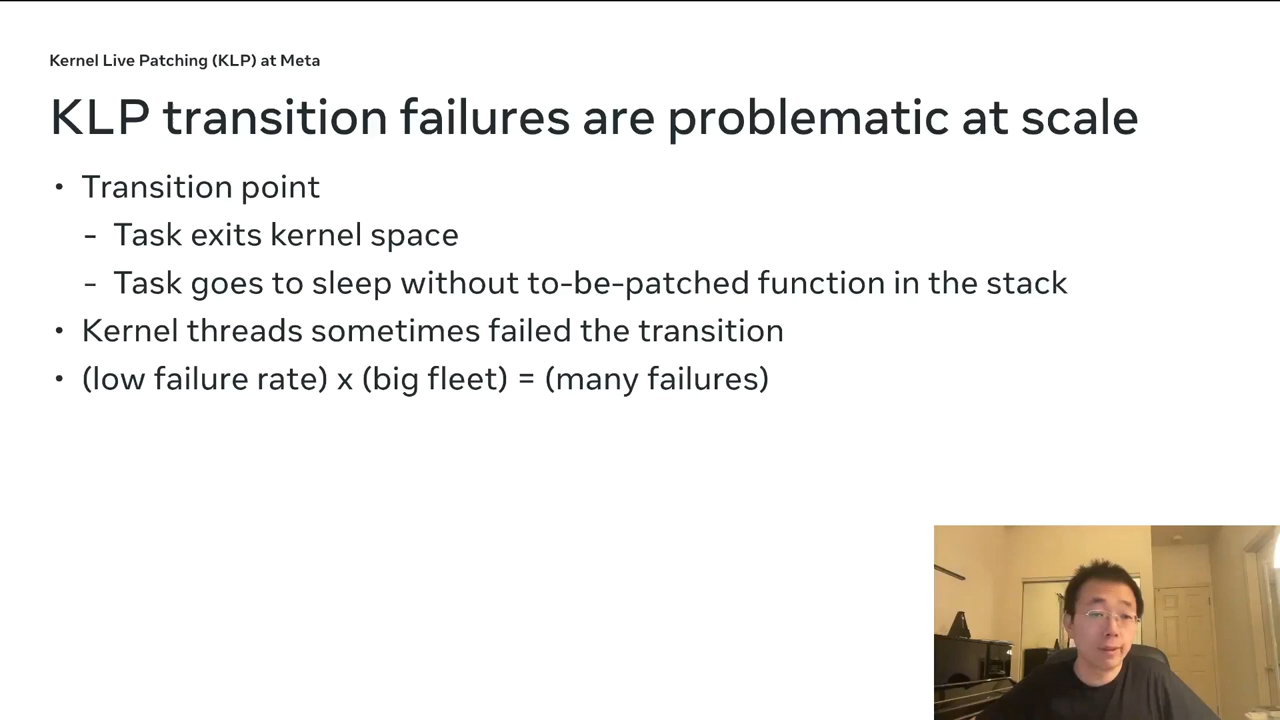 Kernel Live Patching (KLP) at Meta
KLP transition failures are problematic at scale
• Transition point
- Task exits kernel space
- Task goes to sleep without to-be-patched function in the stack
• Kernel threads sometimes failed the transition
• (low failure rate) x (big fleet) = (many failures)